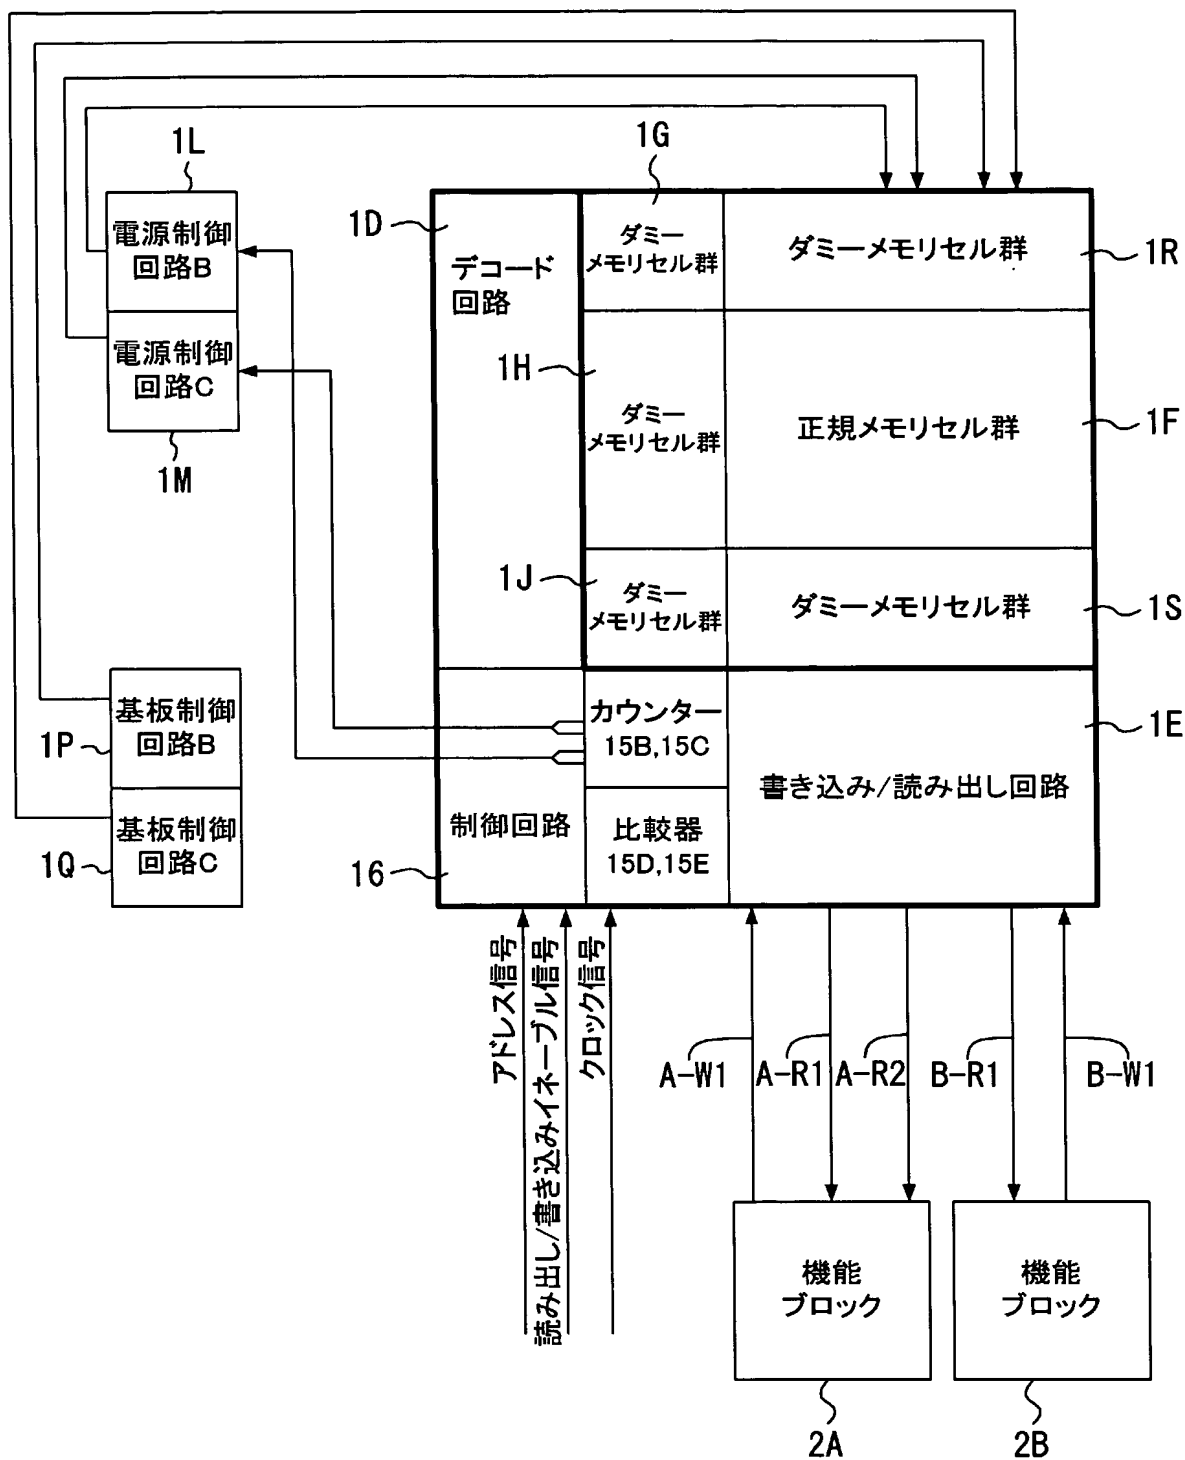 1L
電源制御
回路B
電源制御
回路C
1M
1P
基板制御
回路B
1Q
基板制御
回路C
1D
デコード
回路
1G
ダミー
メモリセル群
ダミーメモリセル群
1R
1H
ダミー
メモリセル群
正規メモリセル群
1F
1J
ダミー
メモリセル群
ダミーメモリセル群
1S
カウンター
15B,15C
1E
書き込み/読み出し回路
制御回路
16
比較器
15D,15E
アドレス信号
読み出し/書き込みイネーブル信号
クロック信号
A-W1
A-R1
A-R2
B-R1
B-W1
機能
ブロック
2A
機能
ブロック
2B